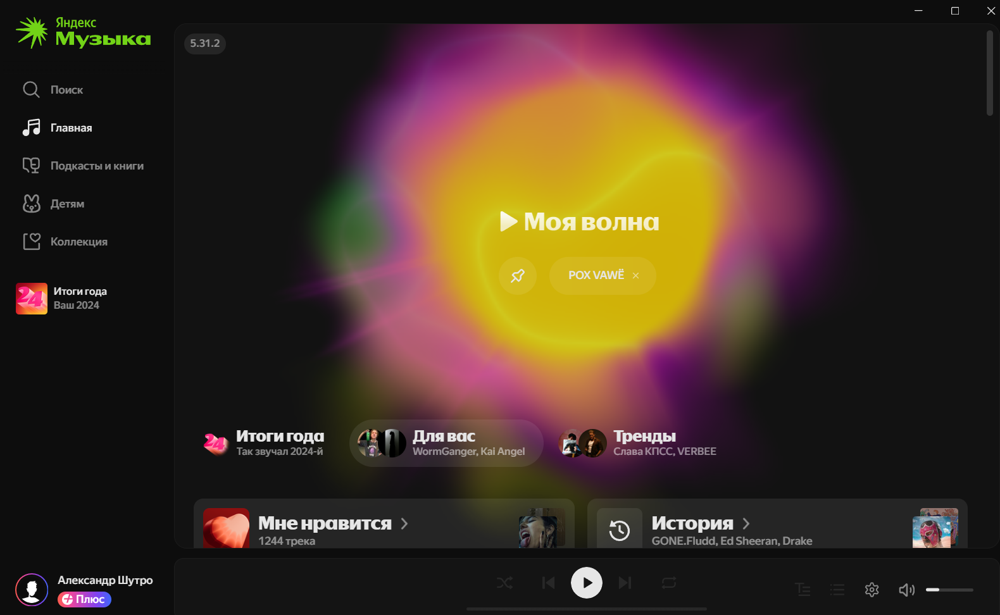 Яндекс
Музыка
5.31.2
Поиск
Главная
Подкасты и книги
Детям
Коллекция
24
Итоги года
Ваш 2024
Моя волна
POX VAWË
24
Итоги года
Так звучал 2024-й
Для вас
WormGanger, Kai Angel
Тренды
Слава КПСС, VERBEE
Мне нравится
1244 трека
История
GONE.Fludd, Ed Sheeran, Drake
Александр Шутро
Плюс